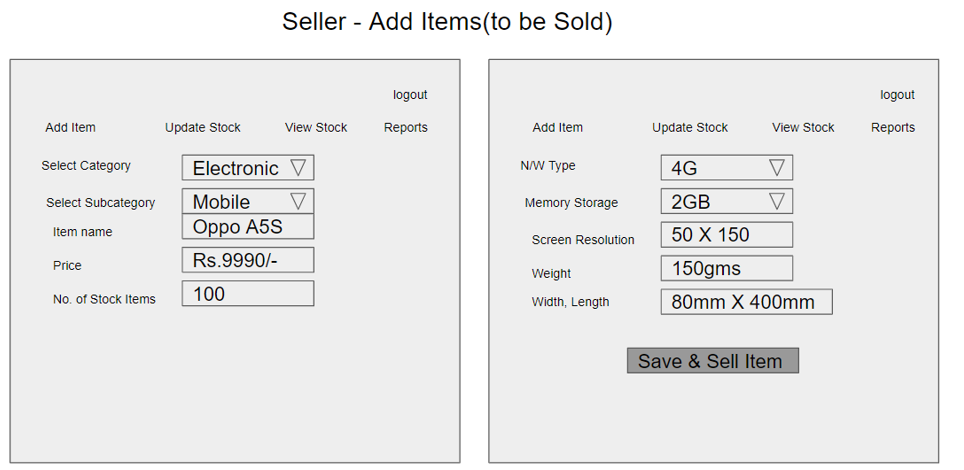 Seller - Add Items(to be Sold)
logout
Add Item Update Stock View Stock Reports
Select Category Electronic
Select Subcategory Mobile
Item name Oppo A5S
Price Rs.9990/-
No. of Stock Items 100
logout
Add Item Update Stock View Stock Reports
N/W Type 4G
Memory Storage 2GB
Screen Resolution 50 X 150
Weight 150gms
Width, Length 80mm X 400mm
Save & Sell Item